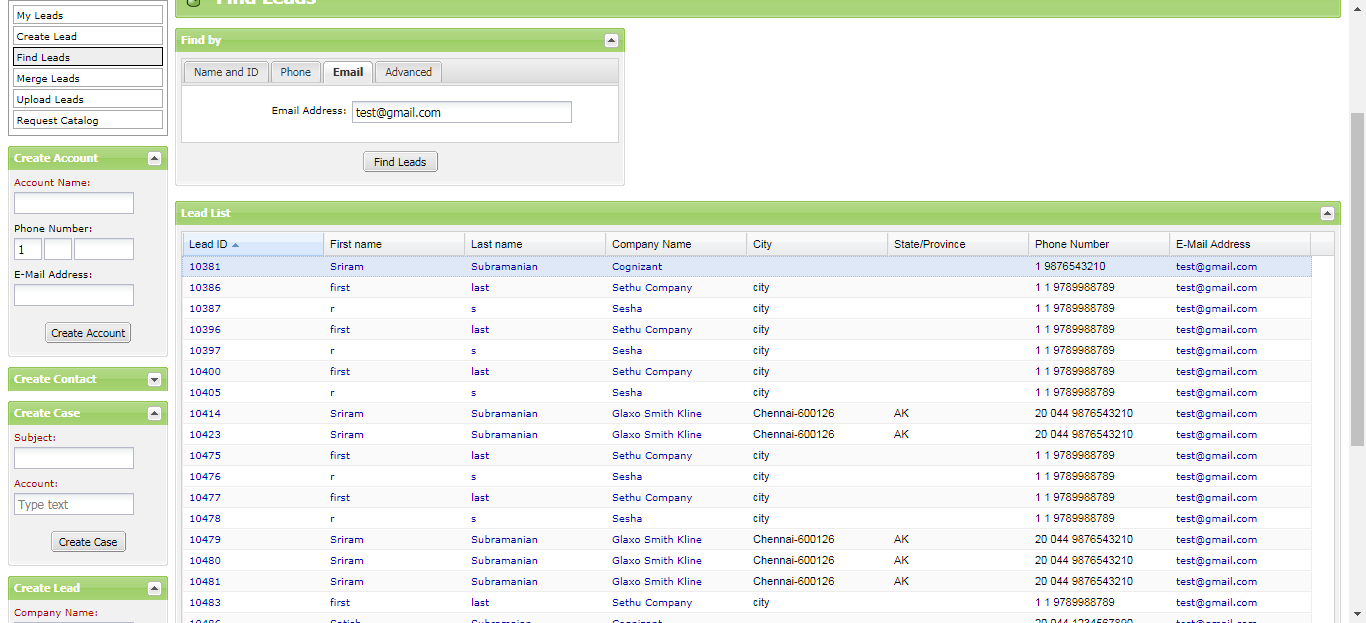 My Leads
Create Lead
Find Leads
Merge Leads
Upload Leads
Request Catalog
Create Account
Account Name:
Phone Number:
1
E-Mail Address:
Create Account
Create Contact
Create Case
Subject:
Account:
Type text
Create Case
Create Lead
Company Name:
Find Leads
Find by
Name and ID Phone Email Advanced
Email Address: test@gmail.com
Find Leads
Lead List
Lead ID First name Last name Company Name City State/Province Phone Number E-Mail Address
10381 Sriram Subramanian Cognizant 1 9876543210 test@gmail.com
10386 first last Sethu Company city 1 1 9789988789 test@gmail.com
10387 r s Sesha city 1 1 9789988789 test@gmail.com
10396 first last Sethu Company city 1 1 9789988789 test@gmail.com
10397 r s Sesha city 1 1 9789988789 test@gmail.com
10400 first last Sethu Company city 1 1 9789988789 test@gmail.com
10405 r s Sesha city 1 1 9789988789 test@gmail.com
10414 Sriram Subramanian Glaxo Smith Kline Chennai-600126 AK 20 044 9876543210 test@gmail.com
10423 Sriram Subramanian Glaxo Smith Kline Chennai-600126 AK 20 044 9876543210 test@gmail.com
10475 first last Sethu Company city 1 1 9789988789 test@gmail.com
10476 r s Sesha city 1 1 9789988789 test@gmail.com
10477 first last Sethu Company city 1 1 9789988789 test@gmail.com
10478 r s Sesha city 1 1 9789988789 test@gmail.com
10479 Sriram Subramanian Glaxo Smith Kline Chennai-600126 AK 20 044 9876543210 test@gmail.com
10480 Sriram Subramanian Glaxo Smith Kline Chennai-600126 AK 20 044 9876543210 test@gmail.com
10481 Sriram Subramanian Glaxo Smith Kline Chennai-600126 AK 20 044 9876543210 test@gmail.com
10483 first last Sethu Company city 1 1 9789988789 test@gmail.com
Cognizant 20 044 1234567890 test@gmail.com